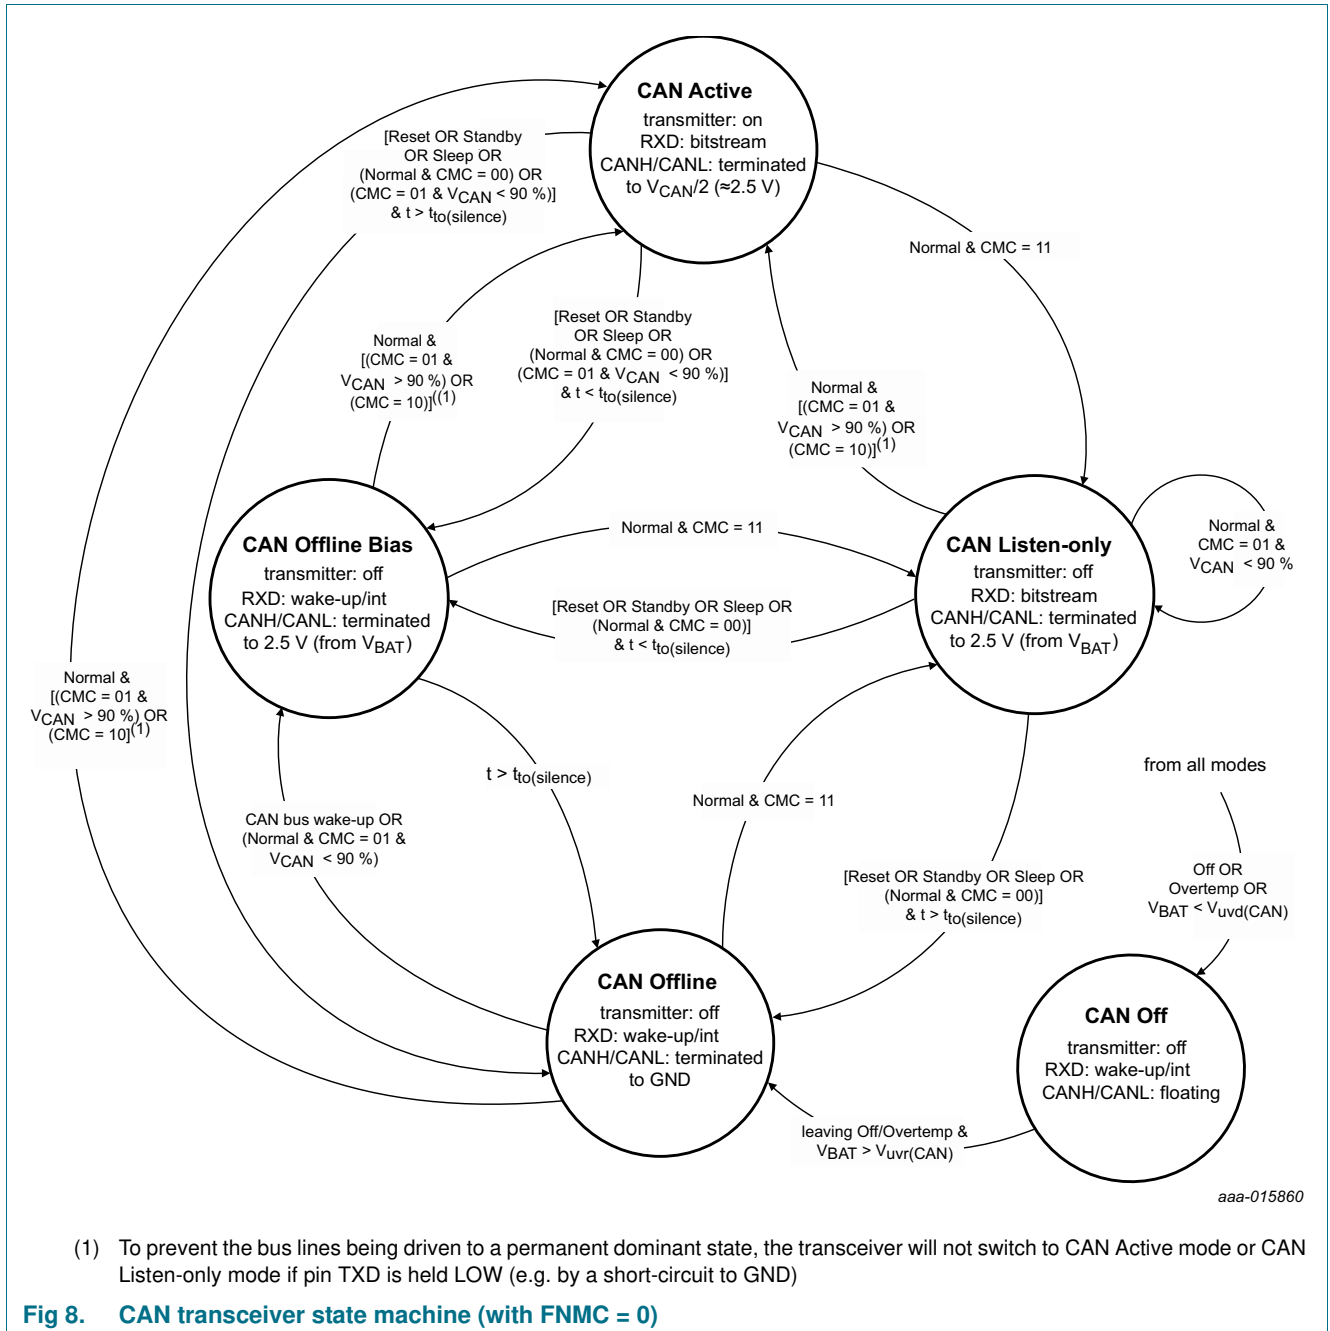 CAN Active
transmitter: on
RXD: bitstream
CANH/CANL: terminated
to VCAN/2 (≈2.5 V)
[Reset OR Standby
OR Sleep OR
(Normal & CMC = 00) OR
(CMC = 01 & VCAN < 90 %)]
& t > tto(silence)
Normal & CMC = 11
Normal &
[(CMC = 01 &
VCAN > 90 %) OR
(CMC = 10)]((1)
[Reset OR Standby
OR Sleep OR
(Normal & CMC = 00) OR
(CMC = 01 & VCAN < 90 %)]
& t < tto(silence)
Normal &
[(CMC = 01 &
VCAN > 90 %) OR
(CMC = 10)](1)
CAN Offline Bias
transmitter: off
RXD: wake-up/int
CANH/CANL: terminated
to 2.5 V (from VBAT)
Normal & CMC = 11
[Reset OR Standby OR Sleep OR
(Normal & CMC = 00)]
& t < tto(silence)
CAN Listen-only
transmitter: off
RXD: bitstream
CANH/CANL: terminated
to 2.5 V (from VBAT)
Normal &
CMC = 01 &
VCAN < 90 %
Normal &
[(CMC = 01 &
VCAN > 90 %) OR
(CMC = 10](1)
t > tto(silence)
CAN bus wake-up OR
(Normal & CMC = 01 &
VCAN < 90 %)
Normal & CMC = 11
[Reset OR Standby OR Sleep OR
(Normal & CMC = 00)]
& t > tto(silence)
from all modes
Off OR
Overtemp OR
VBAT < Vuvd(CAN)
CAN Offline
transmitter: off
RXD: wake-up/int
CANH/CANL: terminated
to GND
CAN Off
transmitter: off
RXD: wake-up/int
CANH/CANL: floating
leaving Off/Overtemp &
VBAT > Vuvr(CAN)
aaa-015860
(1) To prevent the bus lines being driven to a permanent dominant state, the transceiver will not switch to CAN Active mode or CAN
Listen-only mode if pin TXD is held LOW (e.g. by a short-circuit to GND)
Fig 8. CAN transceiver state machine (with FNMC = 0)